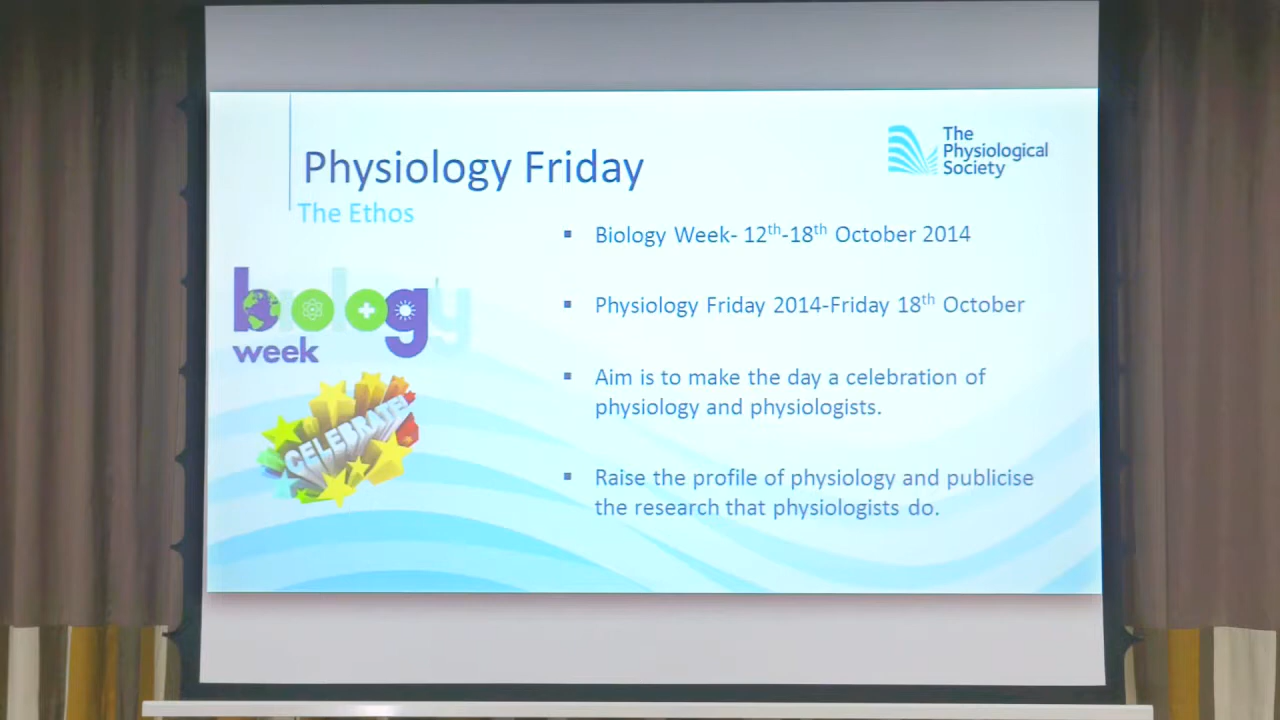 Physiology Friday
The Ethos
The
Physiological
Society
biology
week
CELEBRATE!
▪ Biology Week- 12th-18th October 2014
▪ Physiology Friday 2014-Friday 18th October
▪ Aim is to make the day a celebration of
physiology and physiologists.
▪ Raise the profile of physiology and publicise
the research that physiologists do.